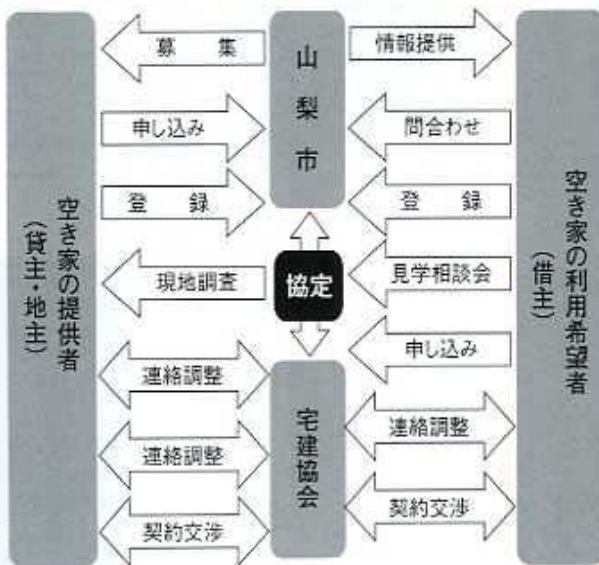 空き家の提供者
(貸主・地主)
募　集
申し込み
登　録
現地調査
連絡調整
連絡調整
契約交渉
山梨市
協定
宅建協会
情報提供
問合わせ
登　録
見学相談会
申し込み
連絡調整
契約交渉
空き家の利用希望者
(借主)